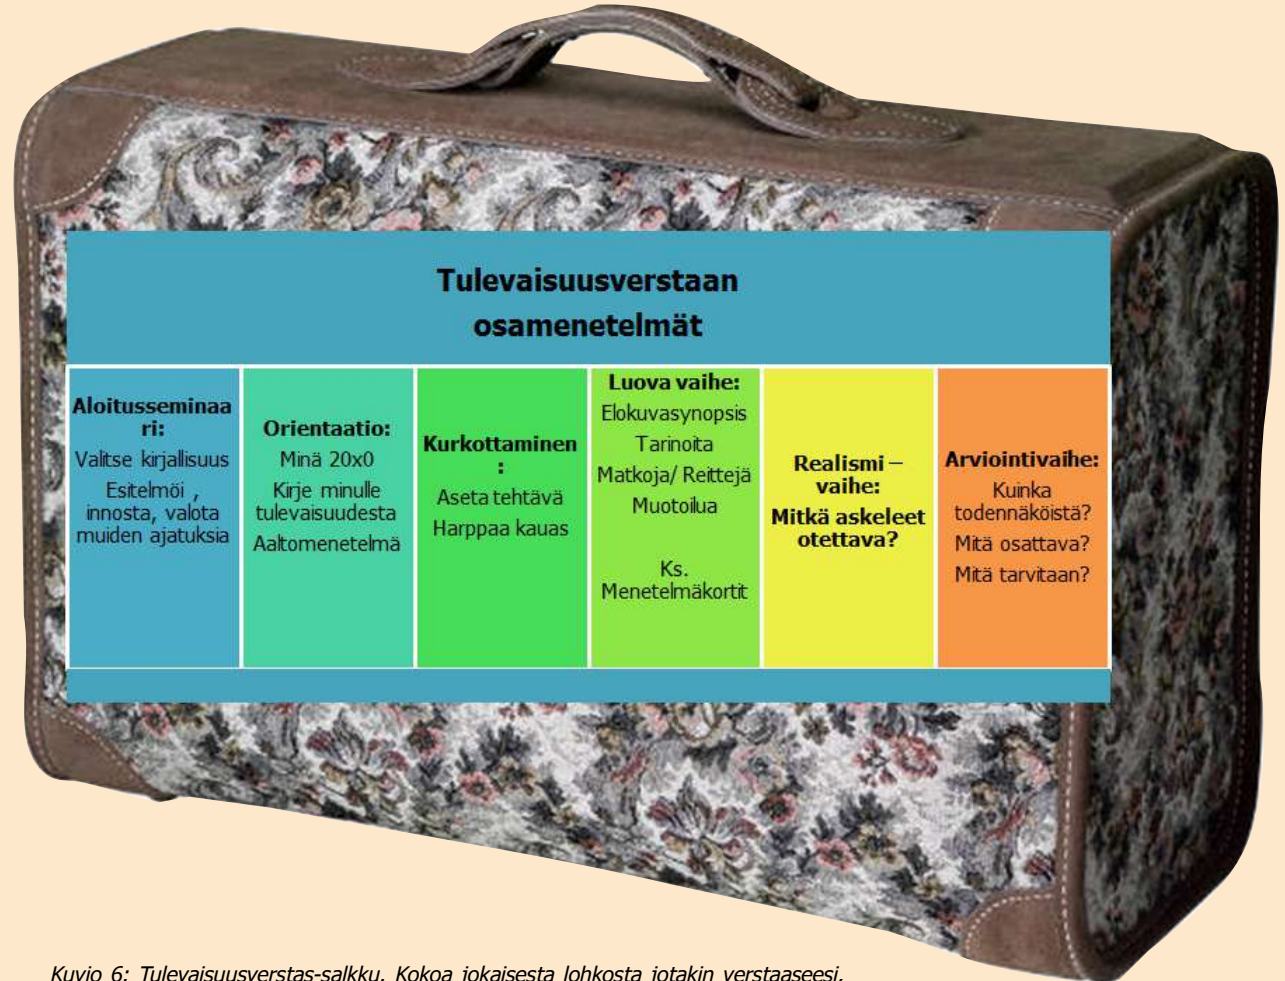 Tulevaisuusverstaan
osamenetelmät
Aloitusseminaa
ri:
Valitse kirjallisuus
Esitelmöi ,
innosta, valota
muiden ajatuksia
Orientaatio:
Minä 20x0
Kirje minulle
tulevaisuudesta
Aaltomenetelmä
Kurkottaminen
:
Aseta tehtävä
Harppaa kauas
Luova vaihe:
Elokuvasynopsis
Tarinoita
Matkoja/ Reittejä
Muotoilua
Ks.
Menetelmäkortit
Realismi –
vaihe:
Mitkä askeleet
otettava?
Arviointivaihe:
Kuinka
todennäköistä?
Mitä osattava?
Mitä tarvitaan?
Kuvio 6: Tulevaisuusverstas-salkku. Kokoa jokaisesta lohkosta jotakin verstaaseesi.